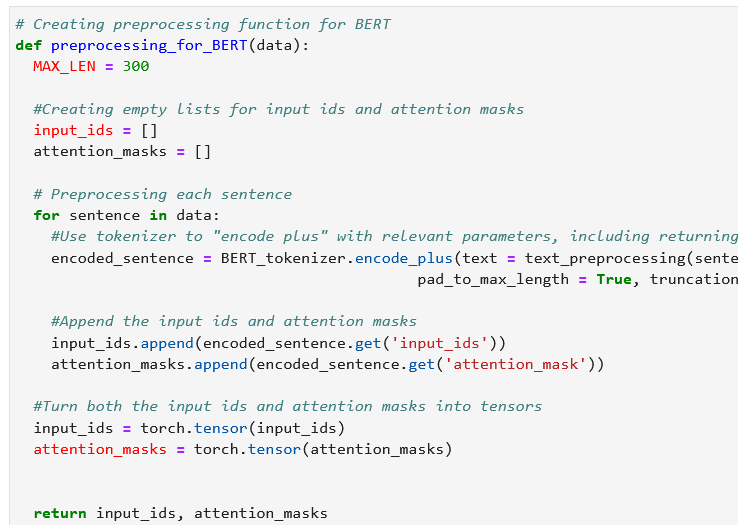 # Creating preprocessing function for BERT
def preprocessing_for_BERT(data):
  MAX_LEN = 300

  #Creating empty lists for input ids and attention masks
  input_ids = []
  attention_masks = []

  # Preprocessing each sentence
  for sentence in data:
    #Use tokenizer to "encode plus" with relevant parameters, including returning
    encoded_sentence = BERT_tokenizer.encode_plus(text = text_preprocessing(sente
                                             pad_to_max_length = True, truncation

    #Append the input ids and attention masks
    input_ids.append(encoded_sentence.get('input_ids'))
    attention_masks.append(encoded_sentence.get('attention_mask'))

  #Turn both the input ids and attention masks into tensors
  input_ids = torch.tensor(input_ids)
  attention_masks = torch.tensor(attention_masks)


  return input_ids, attention_masks